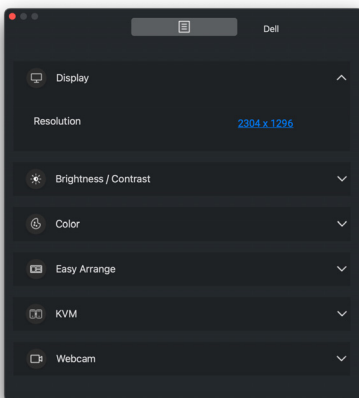 Dell
Display
Resolution
2304 x 1296
Brightness / Contrast
Color
Easy Arrange
KVM
Webcam